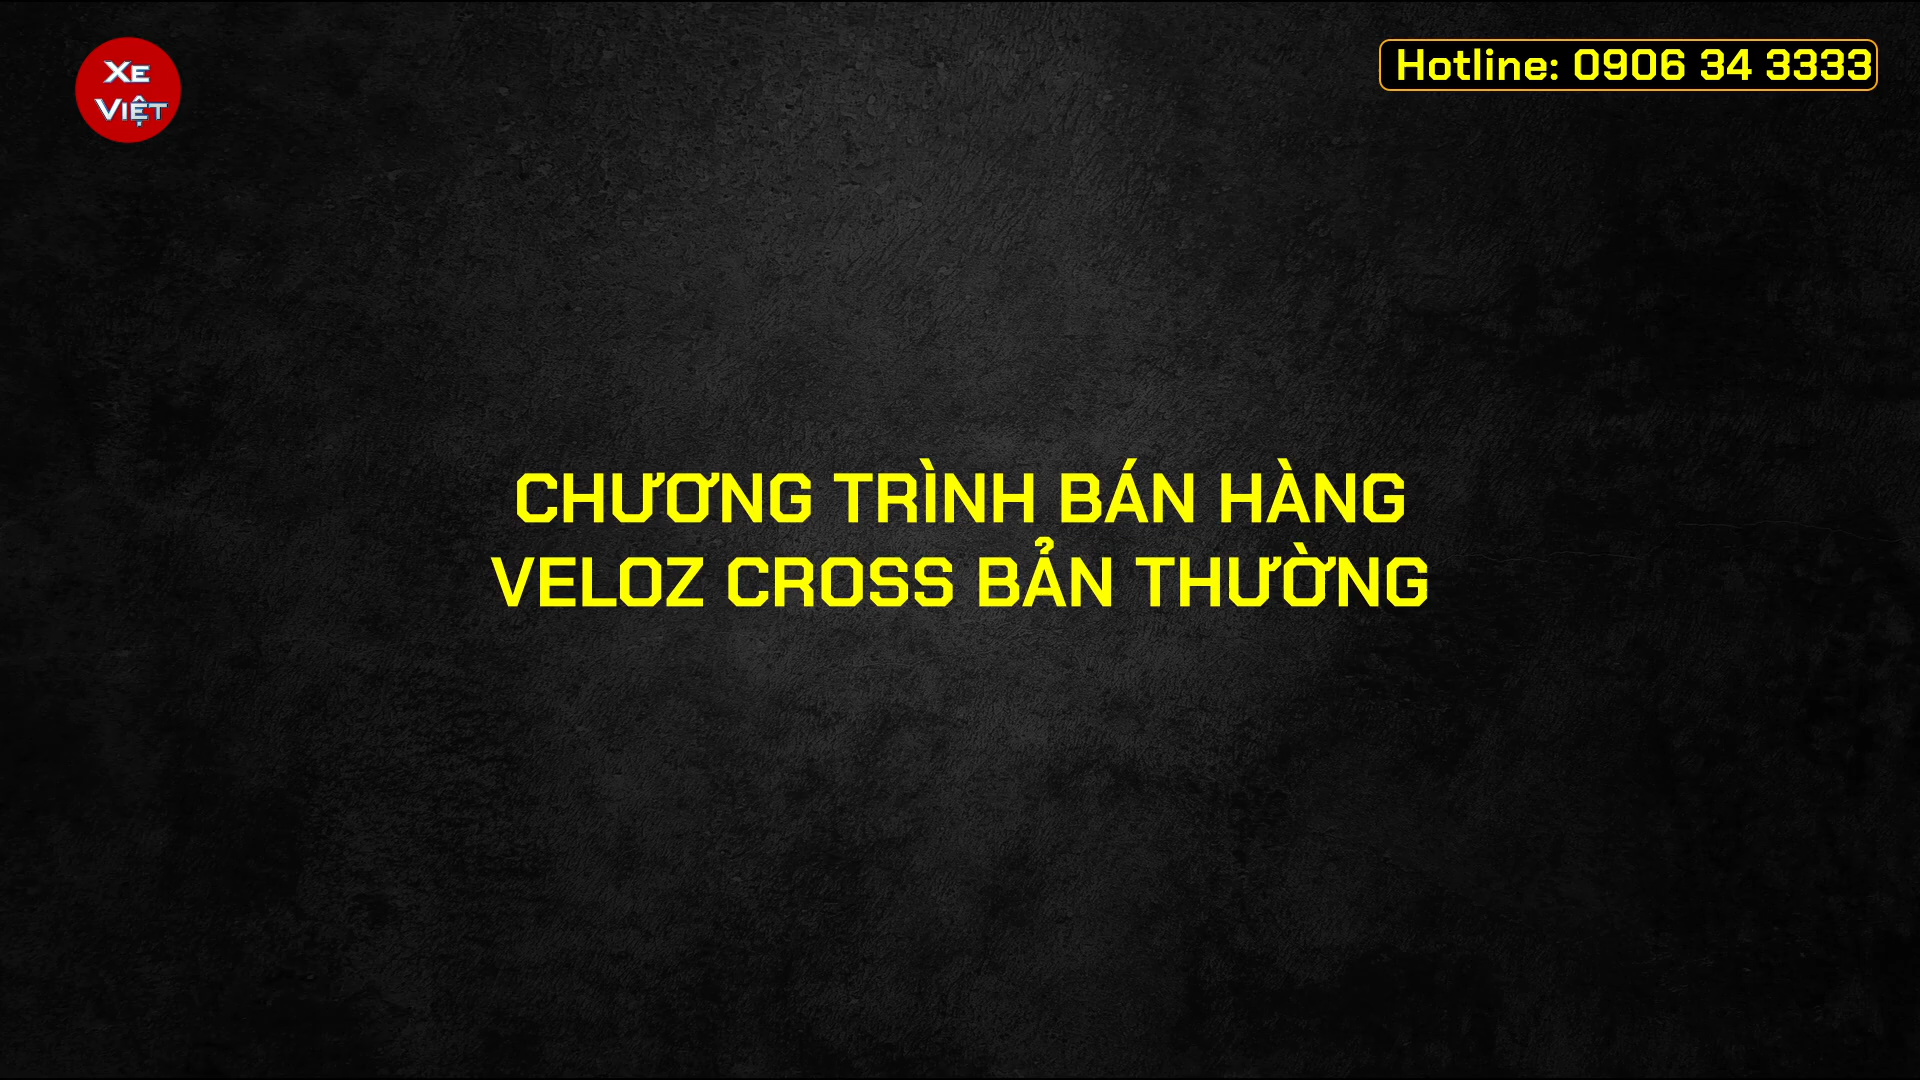 XE
VIỆT
Hotline: 0906 34 3333
CHƯƠNG TRÌNH BÁN HÀNG
VELOZ CROSS BẢN THƯỜNG